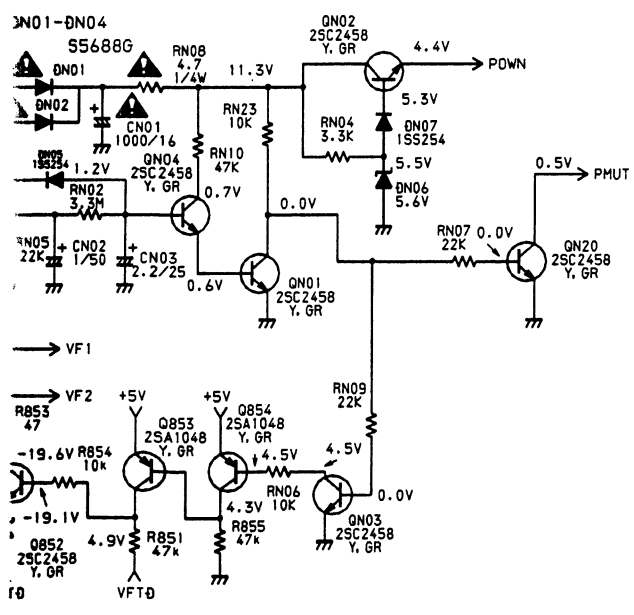 DN01-DN04
S5688G
DN01
DN02
CN01
1000/16
RN08
4.7
1/4W
11.3V
QN02
2SC2458
Y, GR
4.4V
POWN
5.3V
RN23
10K
RN04
3.3K
DN07
1SS254
5.5V
DN06
5.6V
DN05
1SS254
1.2V
QN04
2SC2458
Y, GR
RN10
47K
0.7V
RN02
3.3M
RN05
22K
CN02
1/50
CN03
2.2/25
0.6V
0.0V
QN01
2SC2458
Y, GR
0.5V
PMUT
RN07
22K
0.0V
QN20
2SC2458
Y, GR
VF1
VF2
R853
47
+5V
+5V
Q853
2SA1048
Y, GR
Q854
2SA1048
Y, GR
RN09
22K
-19.6V
R854
10k
-19.1V
Q852
2SC2458
Y, GR
4.9V
R851
47k
4.3V
R855
47k
4.5V
RN06
10K
4.5V
0.0V
QN03
2SC2458
Y, GR
VFTD